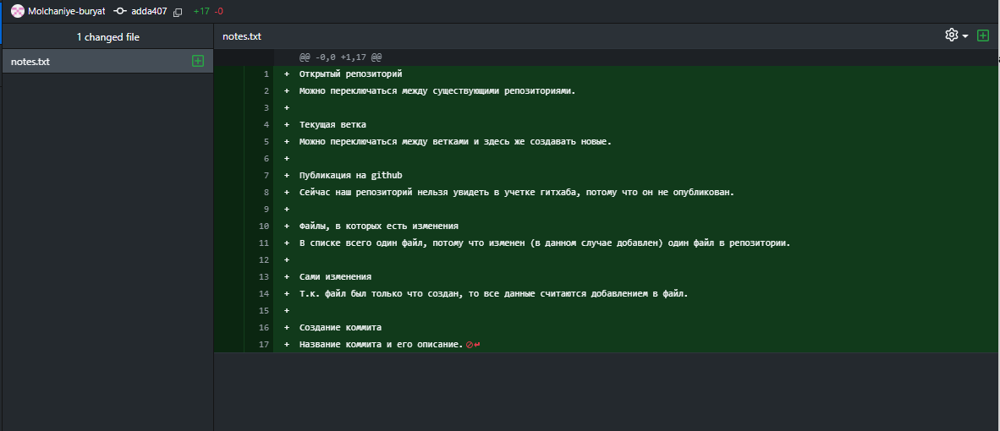 Molchaniye-buryat adda407 +17 -0
1 changed file
notes.txt
notes.txt
@@ -0,0 +1,17 @@
1 + Открытый репозиторий
2 + Можно переключаться между существующими репозиториями.
3 +
4 + Текущая ветка
5 + Можно переключаться между ветками и здесь же создавать новые.
6 +
7 + Публикация на github
8 + Сейчас наш репозиторий нельзя увидеть в учетке гитхаба, потому что он не опубликован.
9 +
10 + Файлы, в которых есть изменения
11 + В списке всего один файл, потому что изменен (в данном случае добавлен) один файл в репозитории.
12 +
13 + Сами изменения
14 + Т.к. файл был только что создан, то все данные считаются добавлением в файл.
15 +
16 + Создание коммита
17 + Название коммита и его описание.